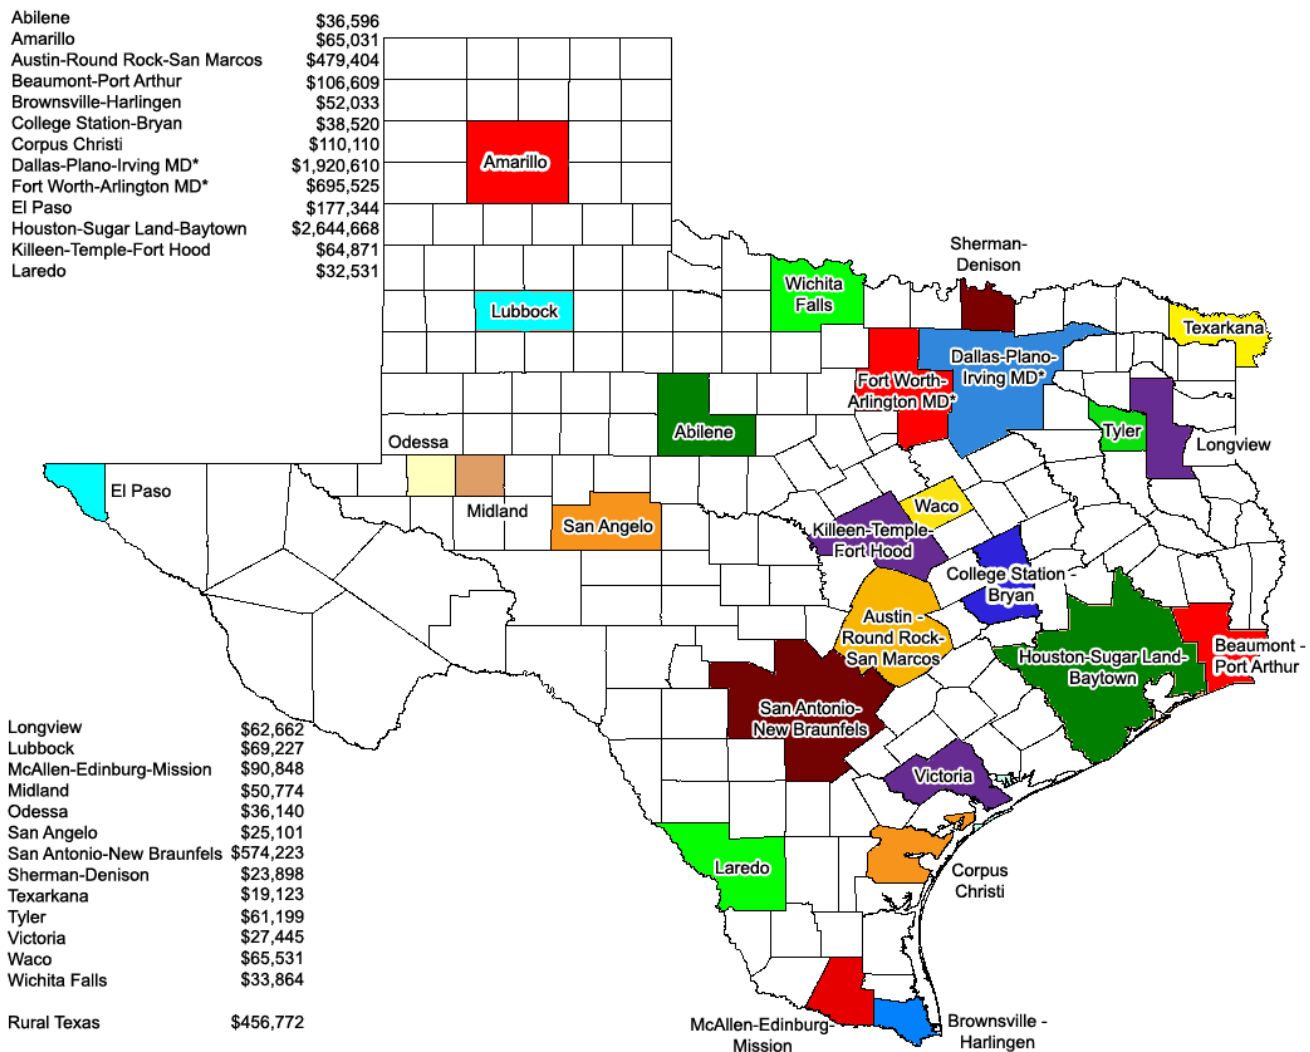 Abilene $36,596
Amarillo $65,031
Austin-Round Rock-San Marcos $479,404
Beaumont-Port Arthur $106,609
Brownsville-Harlingen $52,033
College Station-Bryan $38,520
Corpus Christi $110,110
Dallas-Plano-Irving MD* $1,920,610
Fort Worth-Arlington MD* $695,525
El Paso $177,344
Houston-Sugar Land-Baytown $2,644,668
Killeen-Temple-Fort Hood $64,871
Laredo $32,531
Amarillo
Sherman-
Denison
Wichita
Falls
Lubbock
Texarkana
Dallas-Plano-
Irving MD*
Fort Worth-
Arlington MD*
Abilene
Tyler
Longview
Odessa
El Paso
Midland
San Angelo
Waco
Killeen-Temple-
Fort Hood
College Station -
Bryan
Austin -
Round Rock-
San Marcos
Houston-Sugar Land-
Baytown
Beaumont -
Port Arthur
San Antonio-
New Braunfels
Victoria
Laredo
Corpus
Christi
McAllen-Edinburg-
Mission
Brownsville -
Harlingen
Longview $62,662
Lubbock $69,227
McAllen-Edinburg-Mission $90,848
Midland $50,774
Odessa $36,140
San Angelo $25,101
San Antonio-New Braunfels $574,223
Sherman-Denison $23,898
Texarkana $19,123
Tyler $61,199
Victoria $27,445
Waco $65,531
Wichita Falls $33,864
Rural Texas $456,772